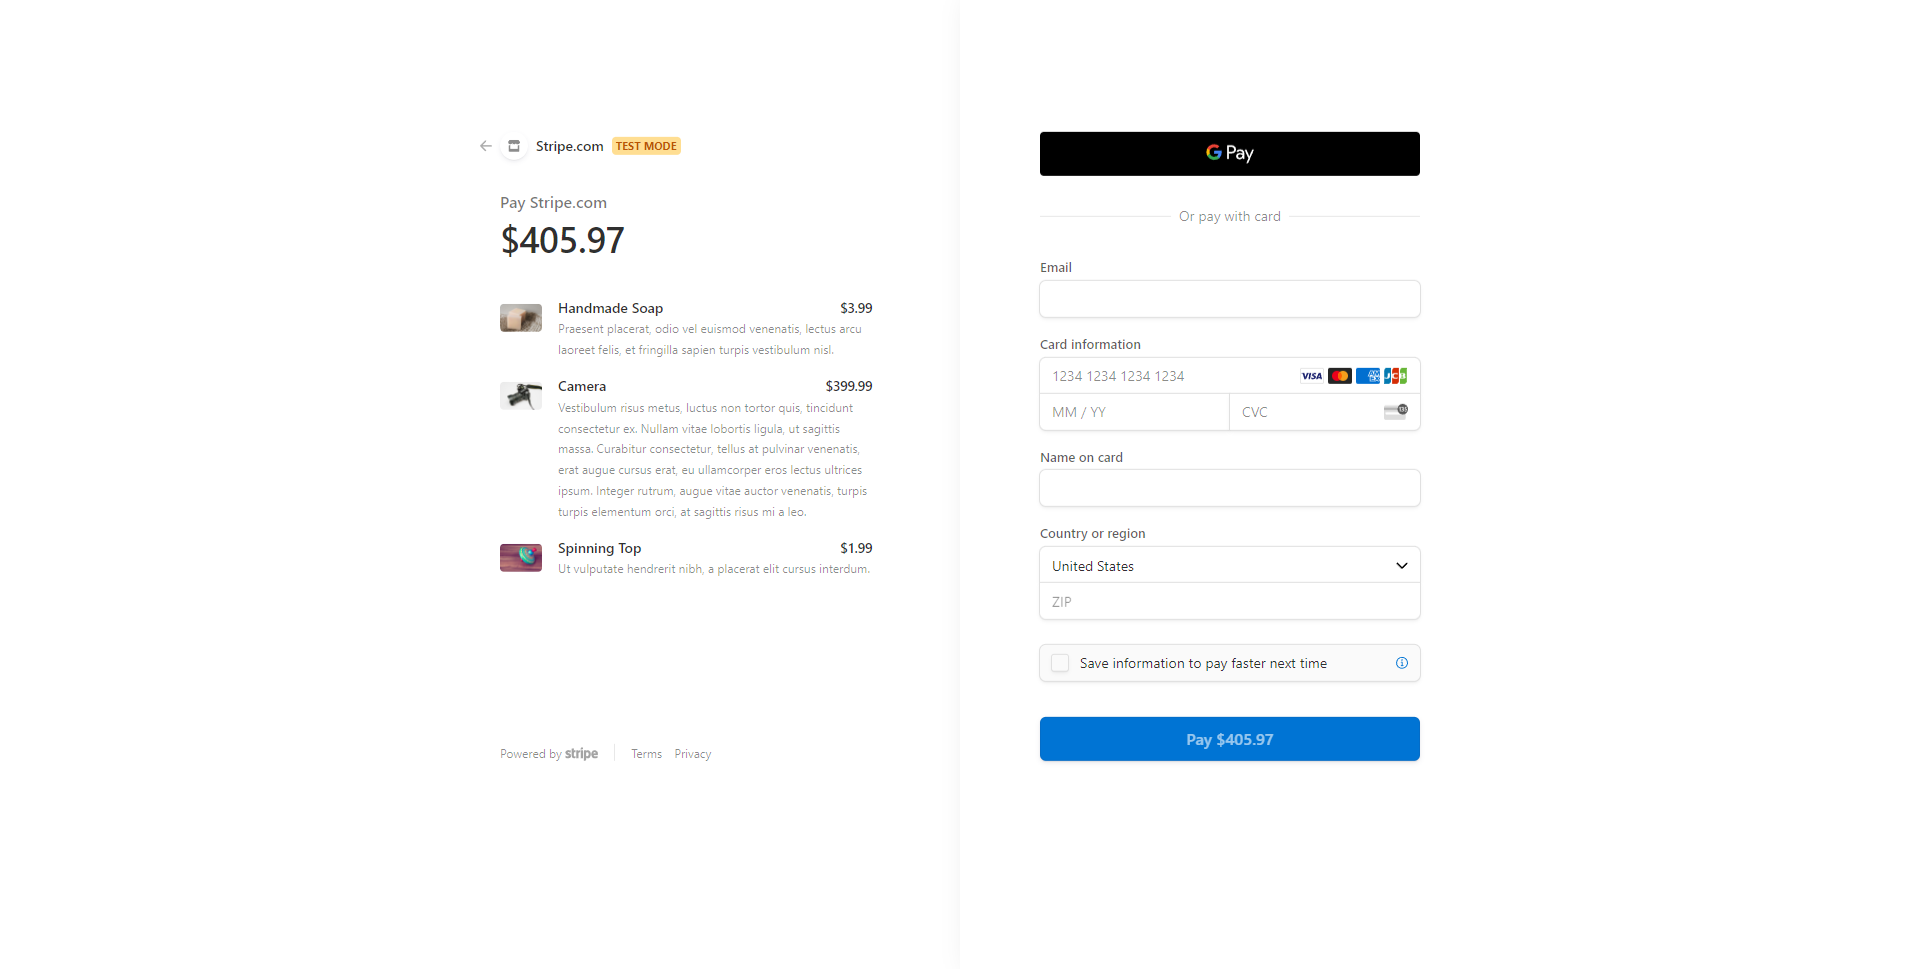 Stripe.com TEST MODE
Pay Stripe.com
$405.97
Handmade Soap $3.99
Praesent placerat, odio vel euismod venenatis, lectus arcu
laoreet felis, et fringilla sapien turpis vestibulum nisl.
Camera $399.99
Vestibulum risus metus, luctus non tortor quis, tincidunt
consectetur ex. Nullam vitae lobortis ligula, ut sagittis
massa. Curabitur consectetur, tellus at pulvinar venenatis,
erat augue cursus erat, eu ullamcorper eros lectus ultrices
ipsum. Integer rutrum, augue vitae auctor venenatis, turpis
turpis elementum orci, at sagittis risus mi a leo.
Spinning Top $1.99
Ut vulputate hendrerit nibh, a placerat elit cursus interdum.
Powered by stripe Terms Privacy
G Pay
Or pay with card
Email
Card information
1234 1234 1234 1234 VISA AMEX JCB
MM / YY CVC 135
Name on card
Country or region
United States
ZIP
Save information to pay faster next time
Pay $405.97